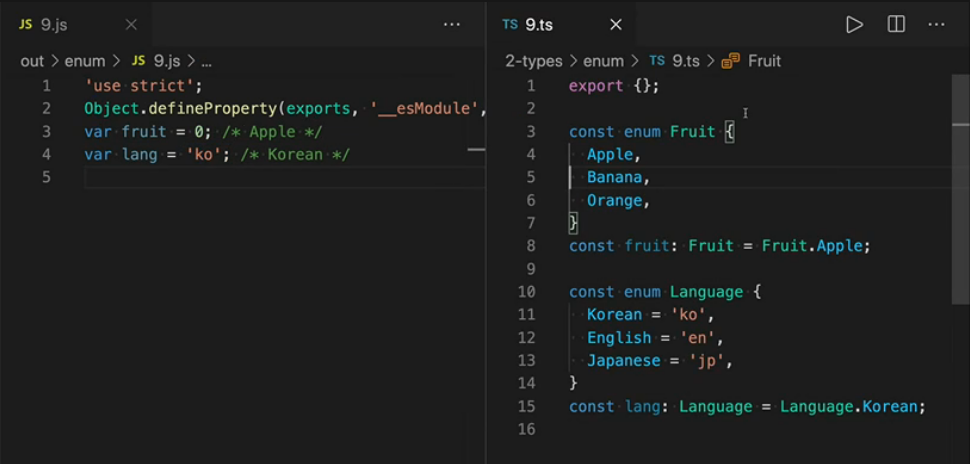 JS 9.js
out > enum > JS 9.js > ...
1 'use strict';
2 Object.defineProperty(exports, '__esModule',
3 var fruit = 0; /* Apple */
4 var lang = 'ko'; /* Korean */
5
TS 9.ts
2-types > enum > TS 9.ts > Fruit
1 export {};
2
3 const enum Fruit {
4 Apple,
5 Banana,
6 Orange,
7 }
8 const fruit: Fruit = Fruit.Apple;
9
10 const enum Language {
11 Korean = 'ko',
12 English = 'en',
13 Japanese = 'jp',
14 }
15 const lang: Language = Language.Korean;
16